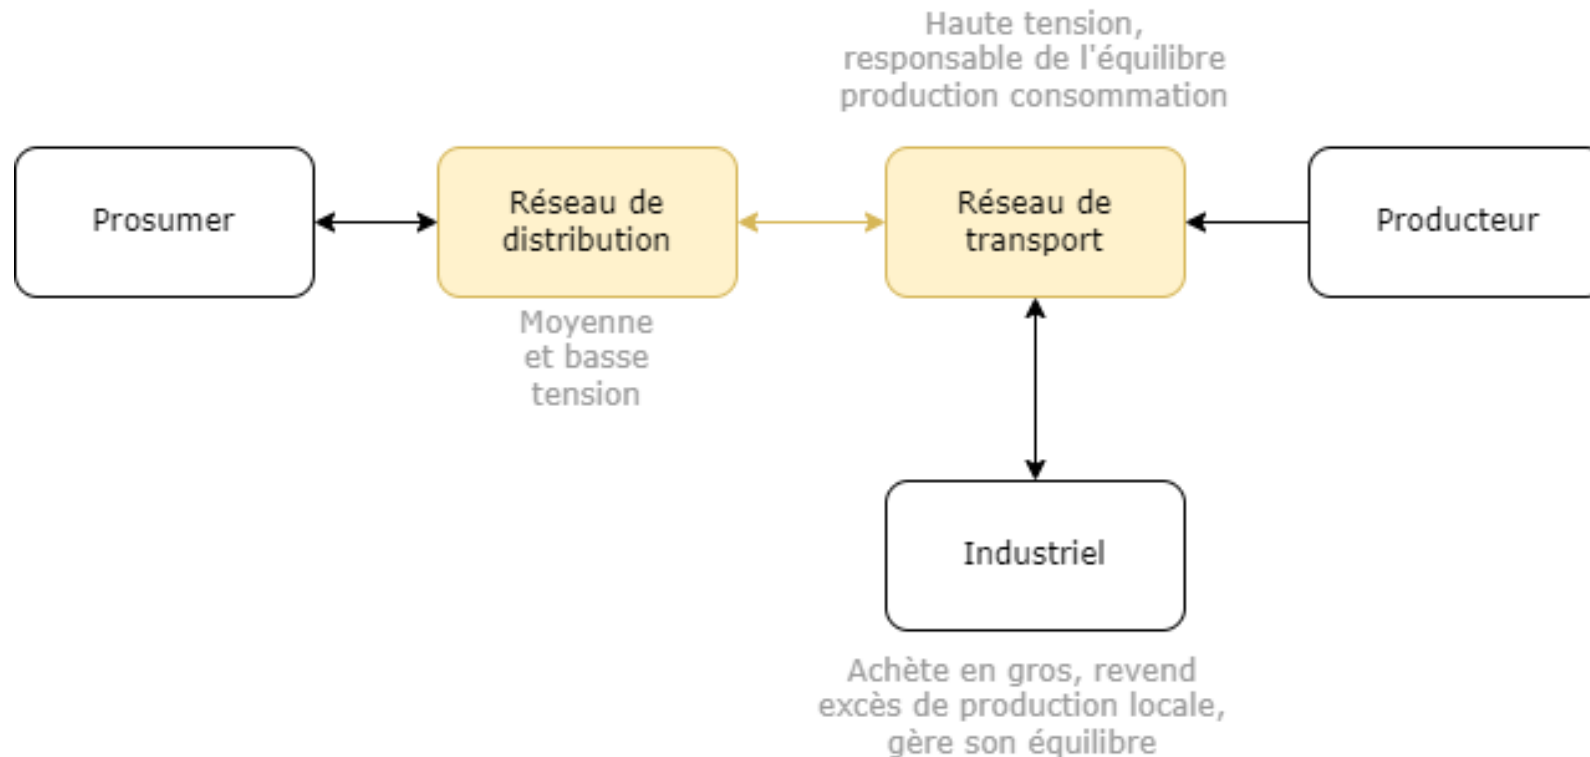 Haute tension,
responsable de l'équilibre
production consommation
Prosumer
Réseau de
distribution
Réseau de
transport
Producteur
Moyenne
et basse
tension
Industriel
Achète en gros, revend
excès de production locale,
gère son équilibre